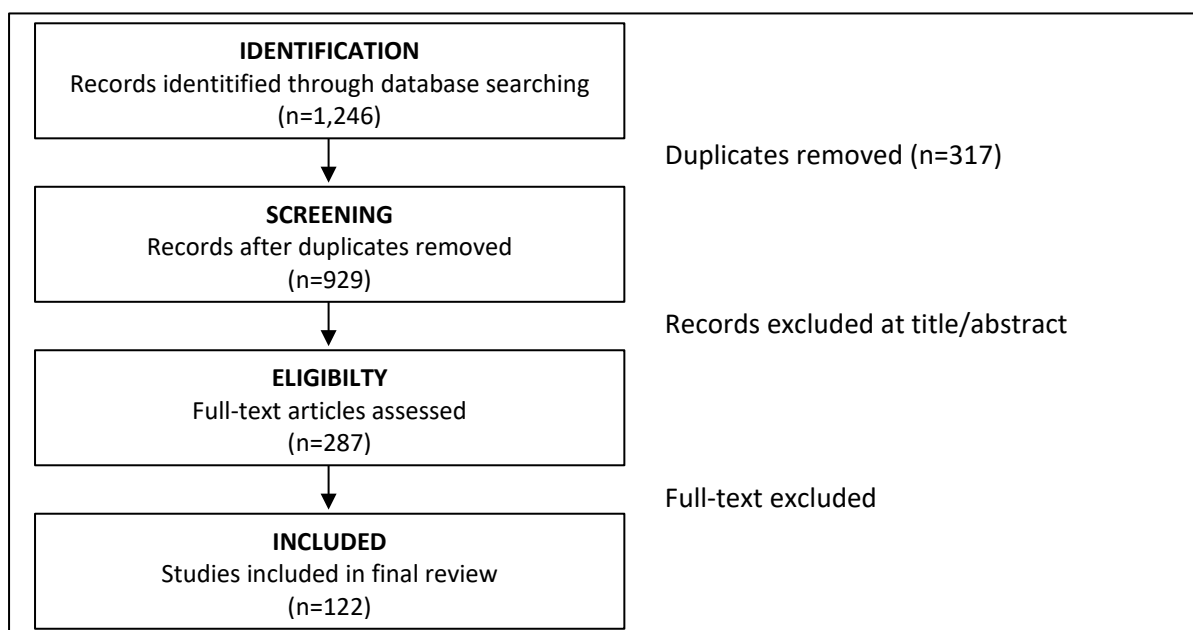 IDENTIFICATION
Records identitified through database searching
(n=1,246)
Duplicates removed (n=317)
SCREENING
Records after duplicates removed
(n=929)
Records excluded at title/abstract
ELIGIBILTY
Full-text articles assessed
(n=287)
Full-text excluded
INCLUDED
Studies included in final review
(n=122)